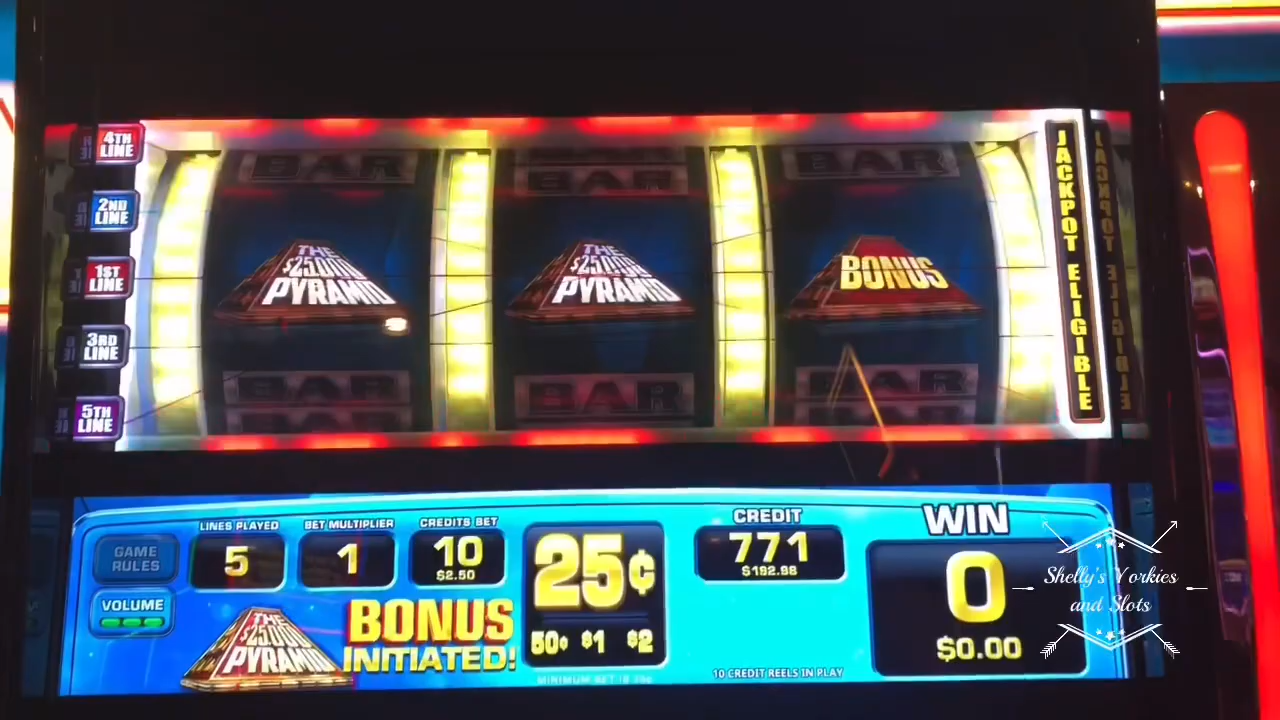 4TH LINE
2ND LINE
1ST LINE
3RD LINE
5TH LINE
BAR
BAR
BAR
THE $25,000 PYRAMID
THE $25,000 PYRAMID
BONUS
BAR
BAR
BAR
JACKPOT ELIGIBLE
GAME RULES
VOLUME
LINES PLAYED
5
BET MULTIPLIER
1
CREDITS BET
10
$2.50
THE $25,000 PYRAMID
BONUS INITIATED!
25¢
50¢ $1 $2
CREDIT
771
10 CREDIT REELS IN PLAY
WIN
0
$0.00
Shelly's Yorkies
and Slots